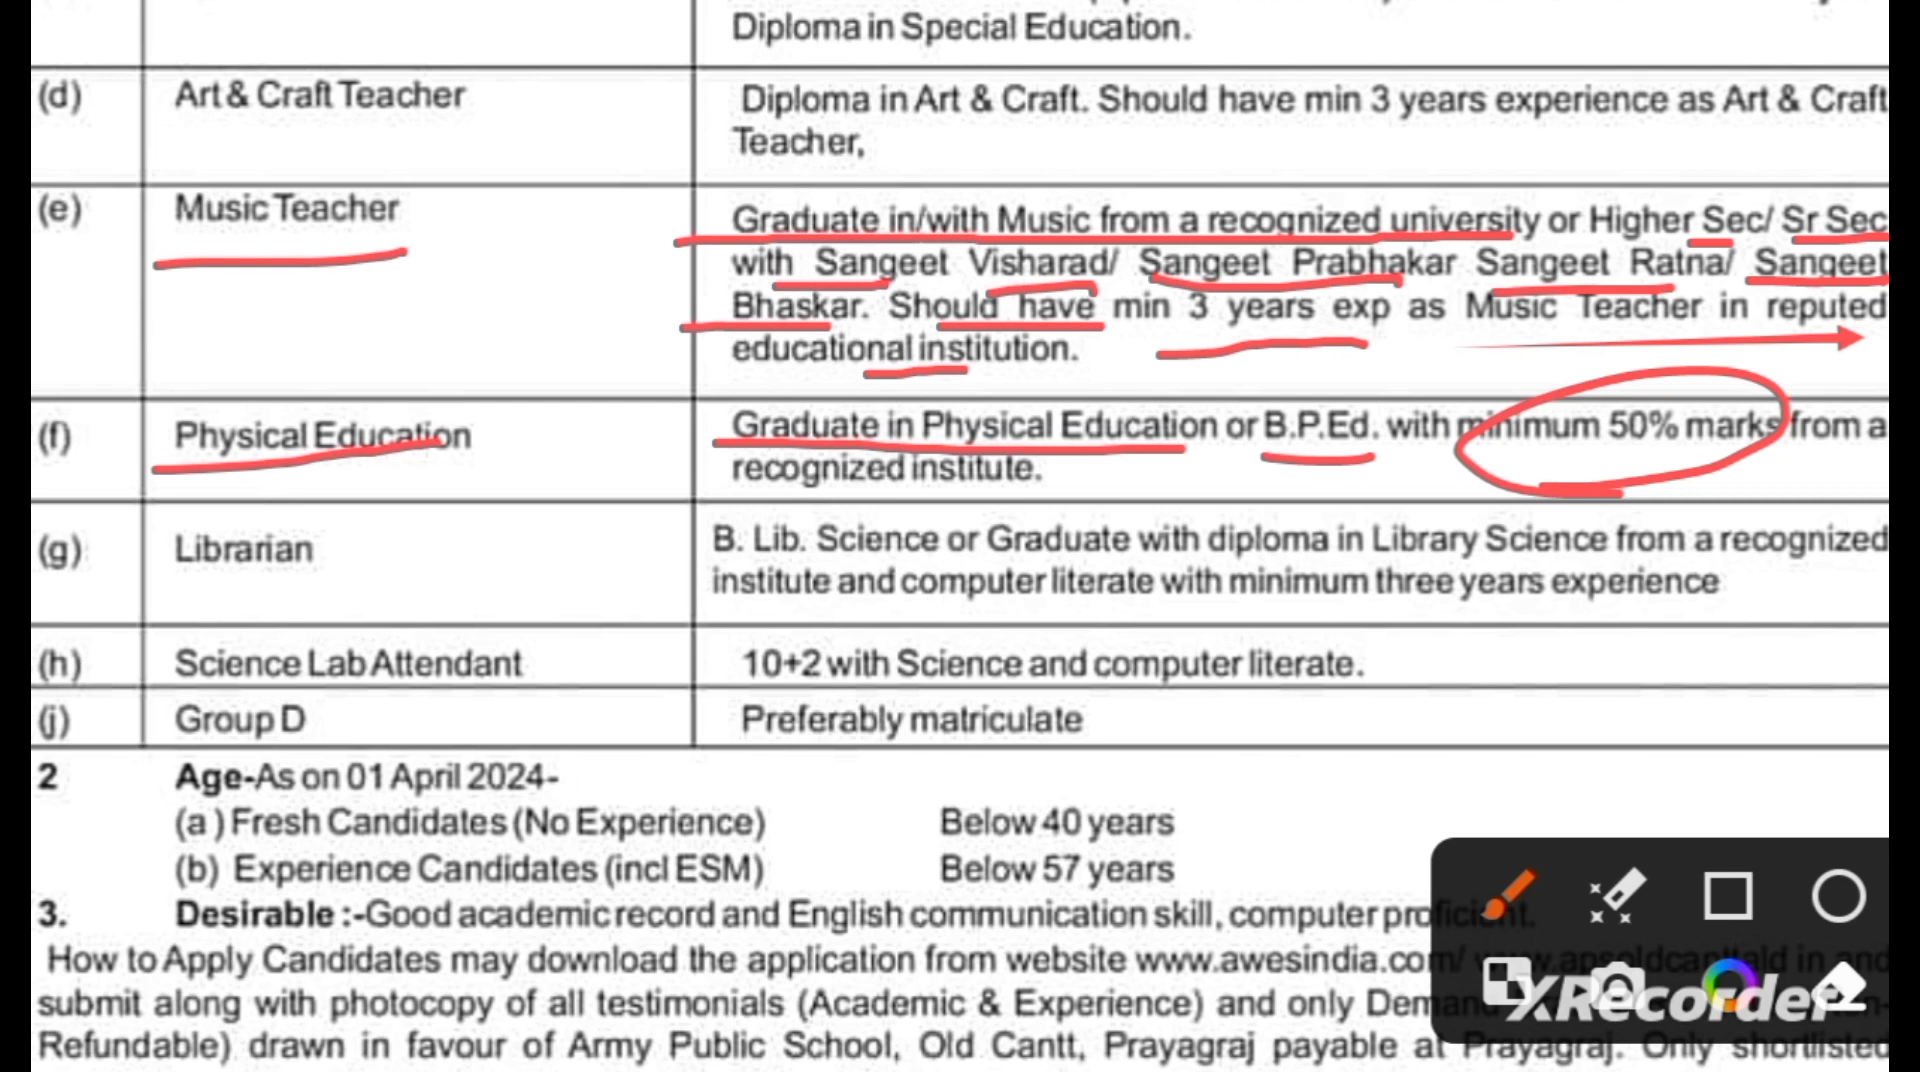 Diploma in Special Education.
(d) Art & Craft Teacher Diploma in Art & Craft. Should have min 3 years experience as Art & Craft
Teacher,
(e) Music Teacher Graduate in/with Music from a recognized university or Higher Sec/ Sr Sec
with Sangeet Visharad/ Sangeet Prabhakar Sangeet Ratna/ Sangeet
Bhaskar. Should have min 3 years exp as Music Teacher in reputed
educational institution.
(f) Physical Education Graduate in Physical Education or B.P.Ed. with minimum 50% marks from a
recognized institute.
(g) Librarian B. Lib. Science or Graduate with diploma in Library Science from a recognized
institute and computer literate with minimum three years experience
(h) Science Lab Attendant 10+2 with Science and computer literate.
(j) Group D Preferably matriculate
2 Age-As on 01 April 2024-
(a ) Fresh Candidates (No Experience) Below 40 years
(b) Experience Candidates (incl ESM) Below 57 years
3. Desirable :-Good academic record and English communication skill, computer proficient.
How to Apply Candidates may download the application from website www.awesindia.com/ in and
submit along with photocopy of all testimonials (Academic & Experience) and only
Refundable) drawn in favour of Army Public School, Old Cantt, Prayagraj payable at Prayagraj. Only shortlisted
XRecorder